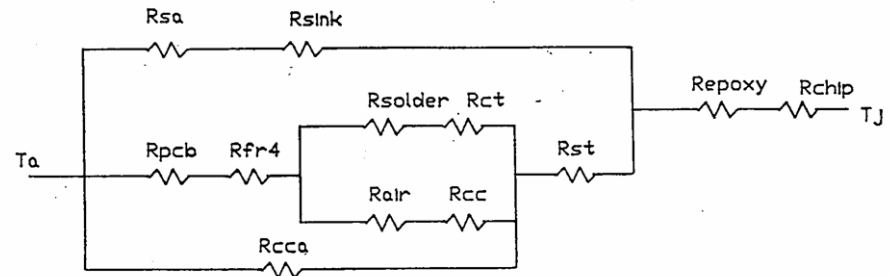 Rsa Rsink
Repoxy Rchip
Rsolder Rct
TJ
Ta Rpcb Rfr4 Rst
Rair Rcc
Rcca